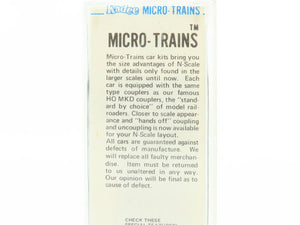 Kadee MICRO-TRAINS®
TM
MICRO-TRAINS
Micro-Trains car kits bring you
the size advantages of N-Scale
with details only found in the
larger scales until now. Each
car is equipped with the same
type couplers as our famous
HO MKD couplers, the "stand-
ard by choice" of model rail-
roaders. Closer to scale appear-
ance and "hands off" coupling
and uncoupling is now available
for your N-Scale layout.
All cars are guaranteed against
defects of manufacture. We
will replace all faulty merchan-
dise. Item must be returned
to us unaltered in any way.
Our opinion will be final as to
cause of defect.
CHECK THESE